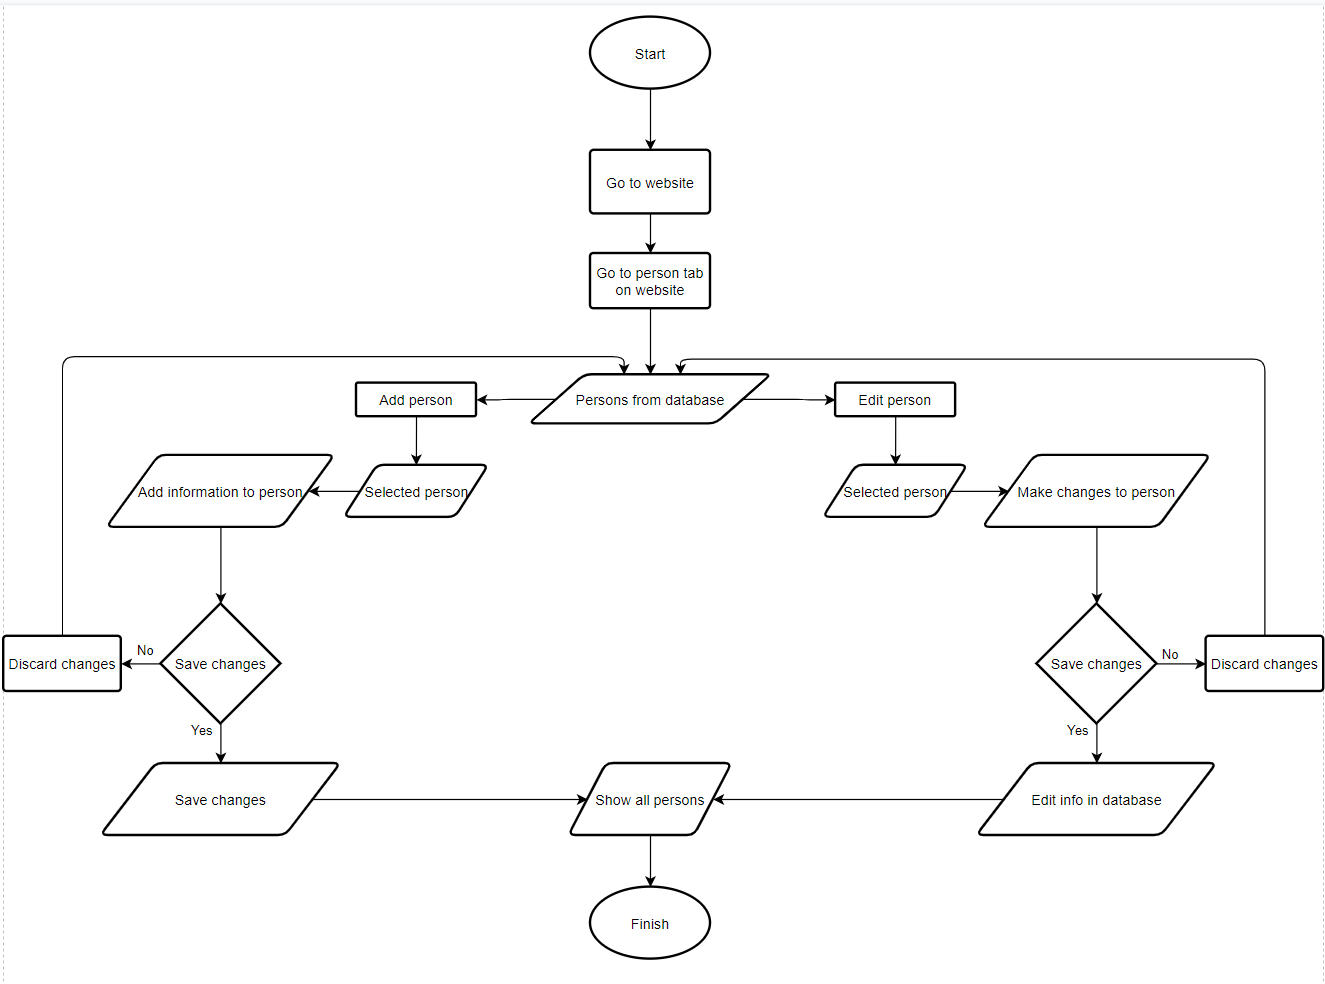 Start
Go to website
Go to person tab
on website
Add person
Persons from database
Edit person
Add information to person
Selected person
Selected person
Make changes to person
Discard changes
No
Save changes
Save changes
No
Discard changes
Yes
Yes
Save changes
Show all persons
Edit info in database
Finish